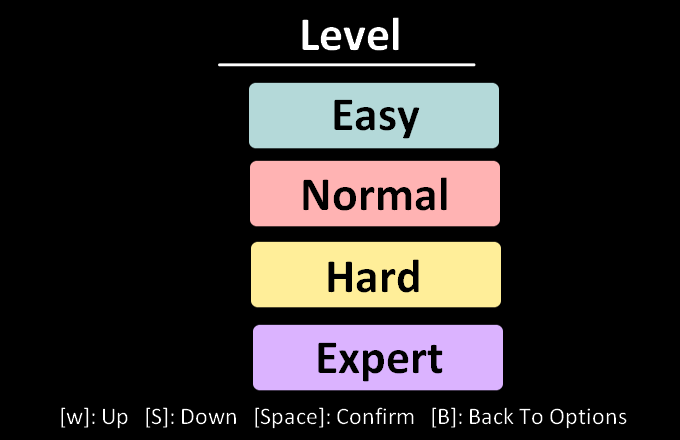 Level
Easy
Normal
Hard
Expert
[w]: Up [S]: Down [Space]: Confirm [B]: Back To Options